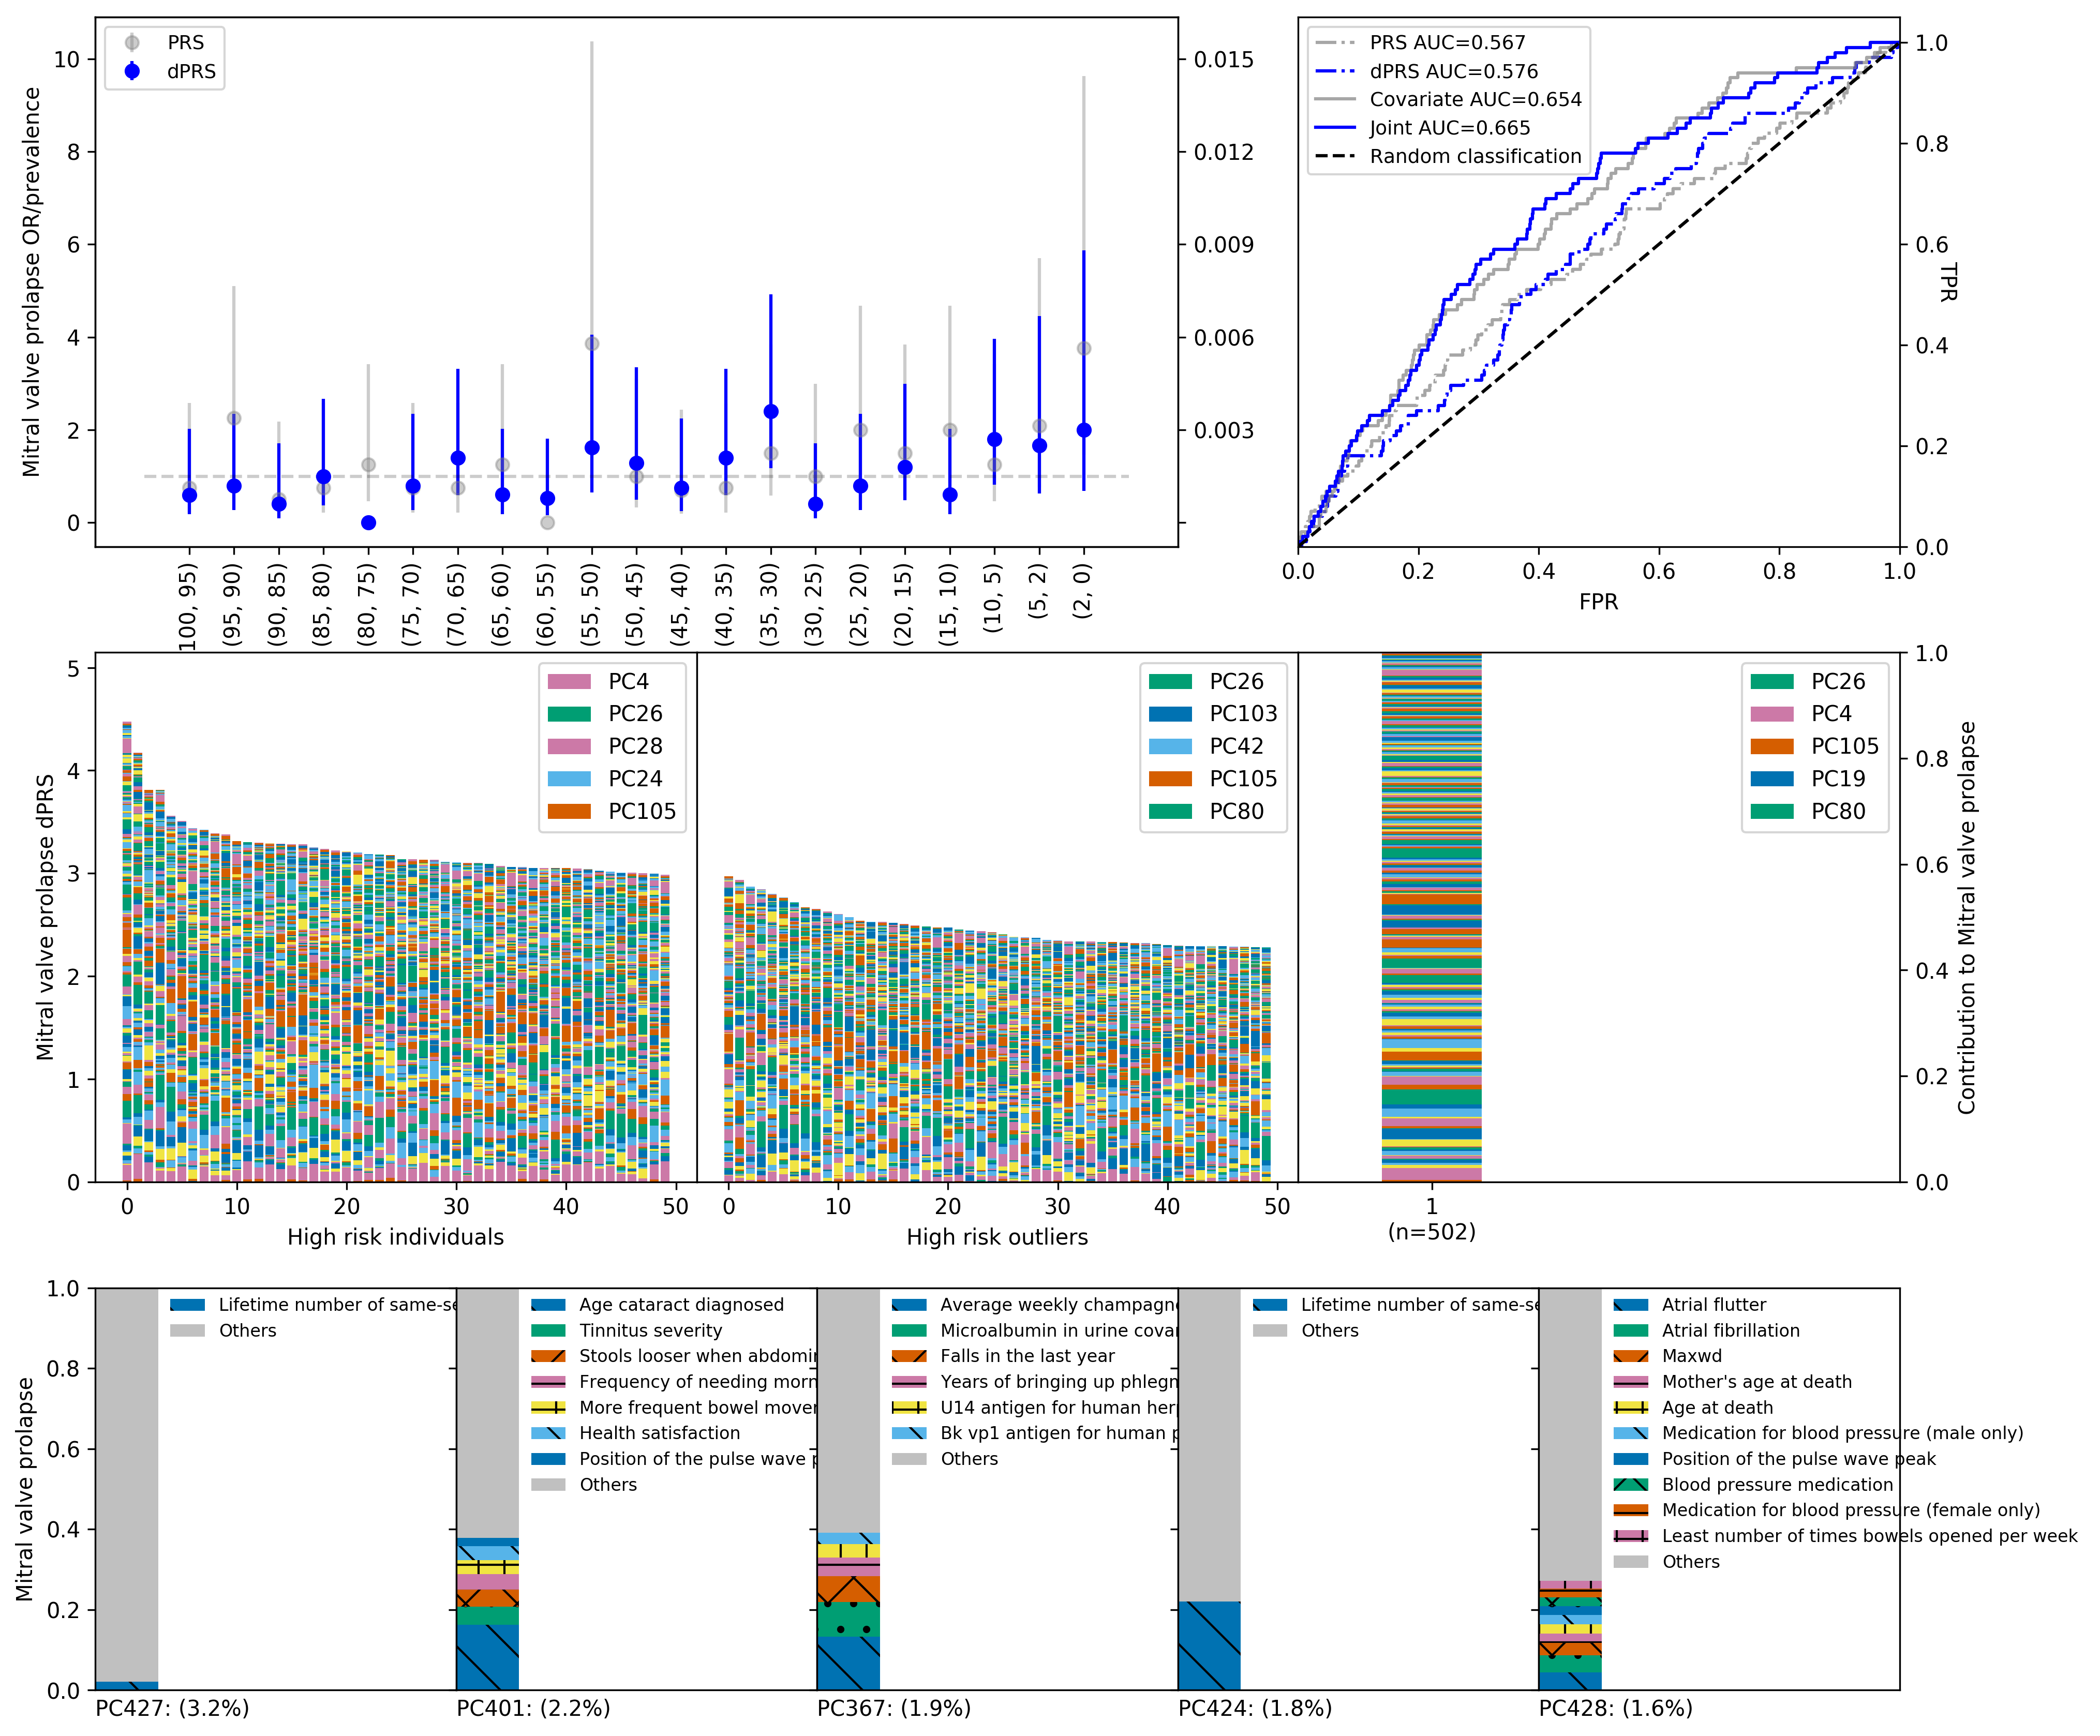 PRS
dPRS
Mitral valve prolapse OR/prevalence
0
2
4
6
8
10
0.003
0.006
0.009
0.012
0.015
100, 95)
(95, 90)
(90, 85)
(85, 80)
(80, 75)
(75, 70)
(70, 65)
(65, 60)
(60, 55)
(55, 50)
(50, 45)
(45, 40)
(40, 35)
(35, 30)
(30, 25)
(25, 20)
(20, 15)
(15, 10)
(10, 5)
(5, 2)
(2, 0)
PRS AUC=0.567
dPRS AUC=0.576
Covariate AUC=0.654
Joint AUC=0.665
Random classification
0.0
0.2
0.4
0.6
0.8
1.0
FPR
TPR
0.0
0.2
0.4
0.6
0.8
1.0
Mitral valve prolapse dPRS
0
1
2
3
4
5
PC4
PC26
PC28
PC24
PC105
0 10 20 30 40 50
High risk individuals
PC26
PC103
PC42
PC105
PC80
0 10 20 30 40 50
High risk outliers
PC26
PC4
PC105
PC19
PC80
1
(n=502)
0.0
0.2
0.4
0.6
0.8
1.0
Contribution to Mitral valve prolapse
Mitral valve prolapse
0.0
0.2
0.4
0.6
0.8
1.0
Lifetime number of same-se
Others
PC427: (3.2%)
Age cataract diagnosed
Tinnitus severity
Stools looser when abdomin
Frequency of needing morn
More frequent bowel mover
Health satisfaction
Position of the pulse wave p
Others
PC401: (2.2%)
Average weekly champagne
Microalbumin in urine covar
Falls in the last year
Years of bringing up phlegm
U14 antigen for human herp
Bk vp1 antigen for human p
Others
PC367: (1.9%)
Lifetime number of same-se
Others
PC424: (1.8%)
Atrial flutter
Atrial fibrillation
Maxwd
Mother's age at death
Age at death
Medication for blood pressure (male only)
Position of the pulse wave peak
Blood pressure medication
Medication for blood pressure (female only)
Least number of times bowels opened per week
Others
PC428: (1.6%)